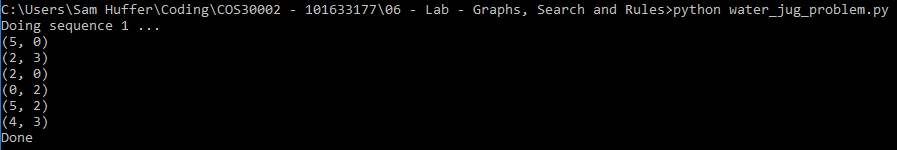 C:\Users\Sam Huffer\Coding\COS30002 - 101633177\06 - Lab - Graphs, Search and Rules>python water_jug_problem.py
Doing sequence 1 ...
(5, 0)
(2, 3)
(2, 0)
(0, 2)
(5, 2)
(4, 3)
Done